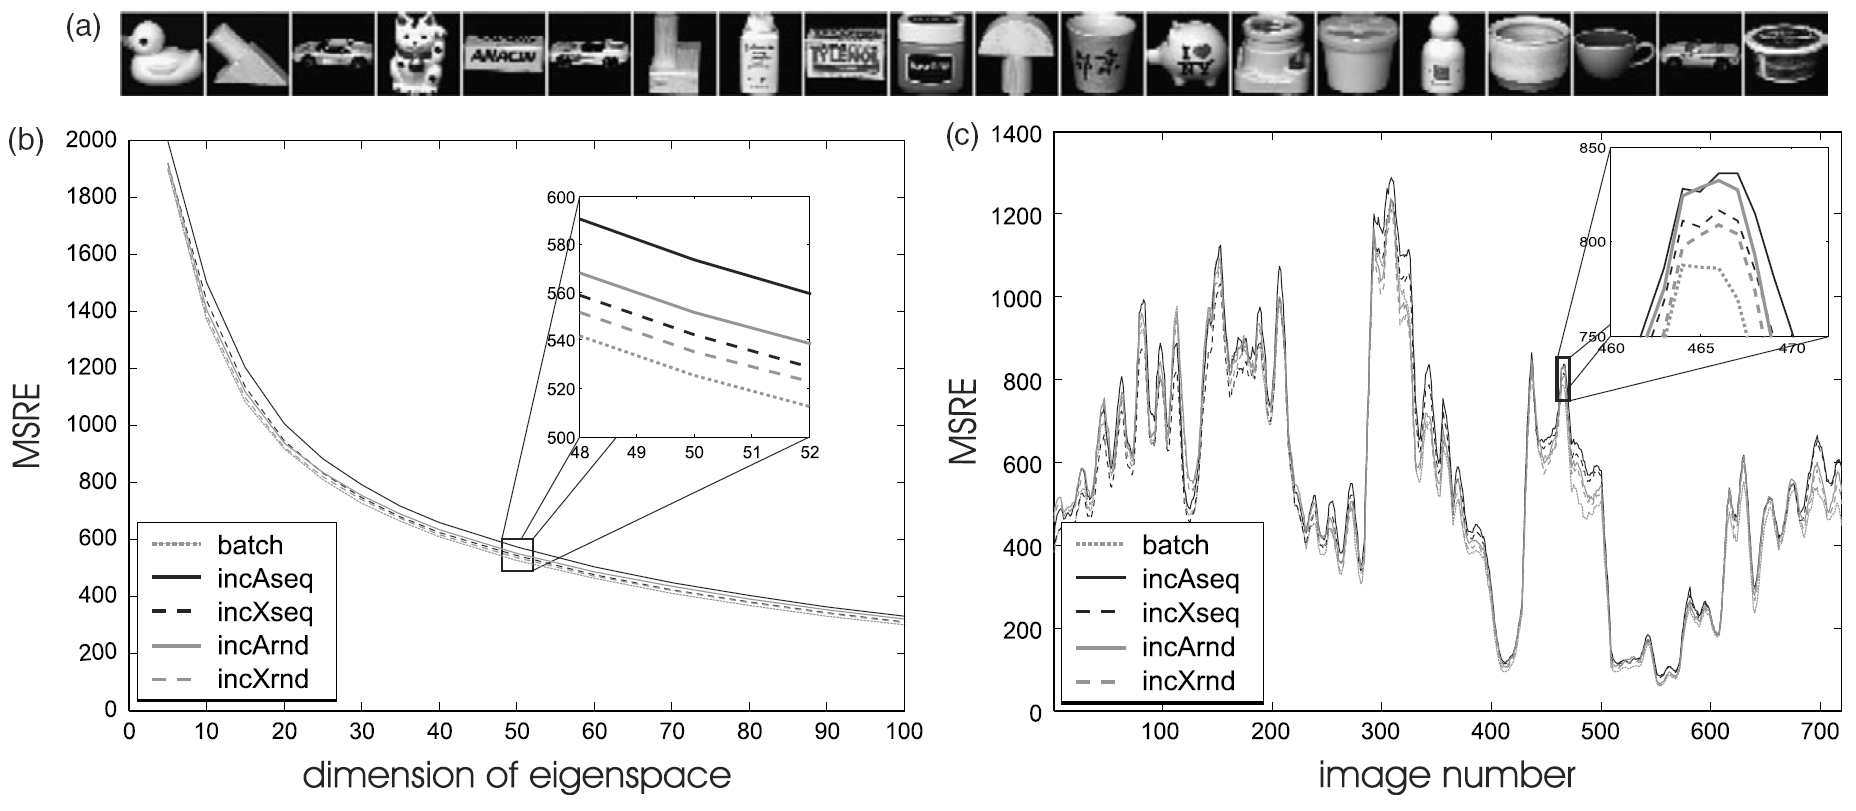 (a)
ANACIN
TYLENOL
I ♥
NY
(b)
2000
1800
1600
1400
1200
1000
800
600
400
200
0
MSRE
600
580
560
540
520
500
48 49 50 51 52
batch
incAseq
incXseq
incArnd
incXrnd
0 10 20 30 40 50 60 70 80 90 100
dimension of eigenspace
(c)
1400
1200
1000
800
600
400
200
0
MSRE
850
800
750
460 465 470
batch
incAseq
incXseq
incArnd
incXrnd
100 200 300 400 500 600 700
image number